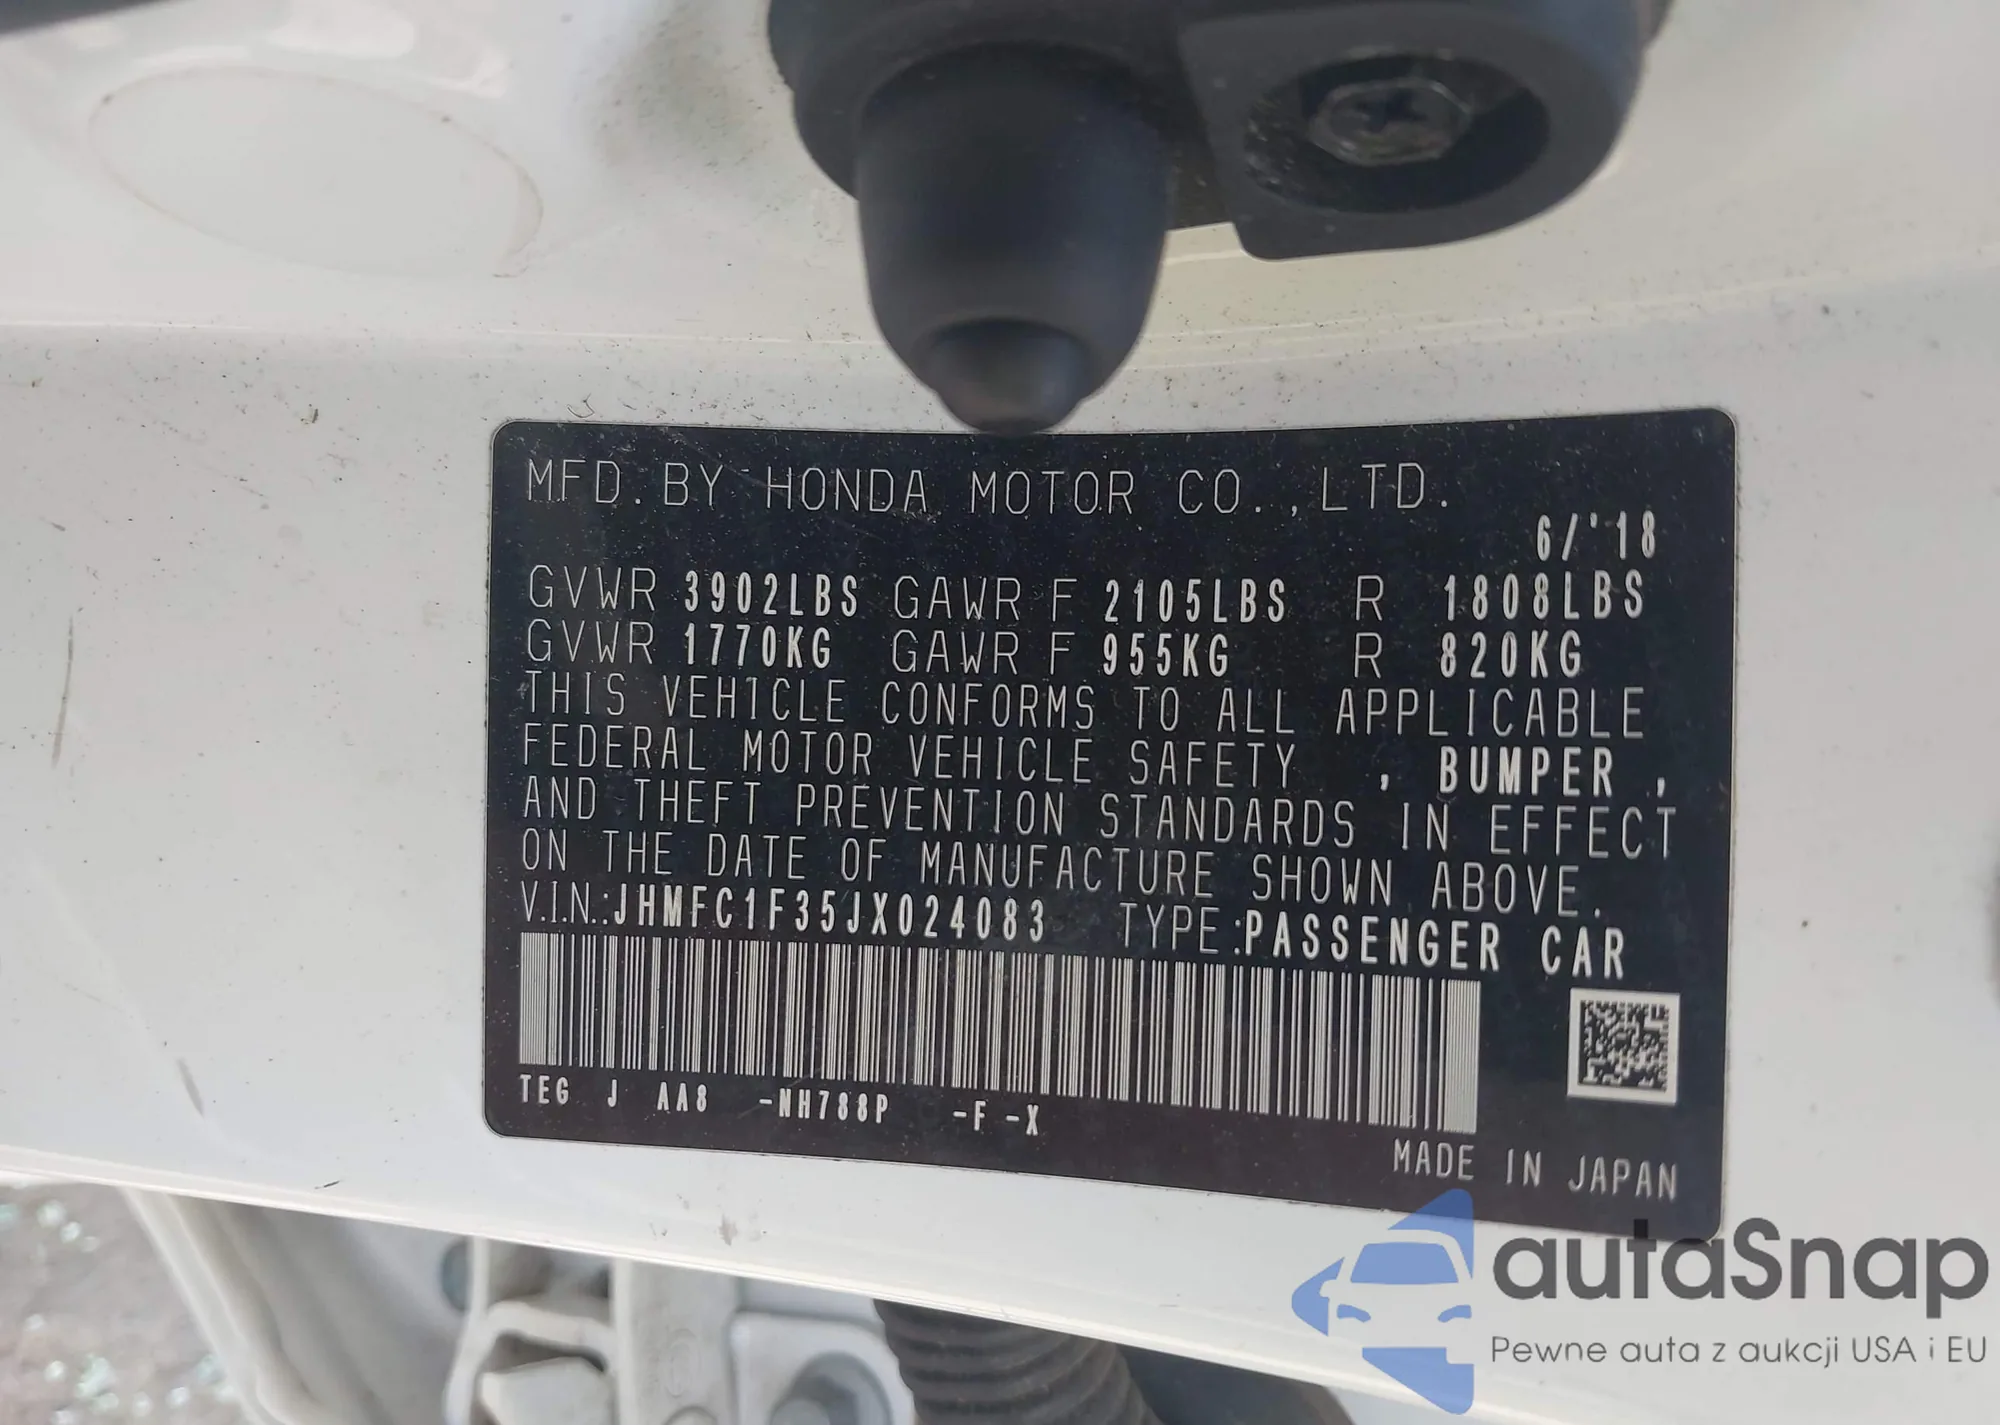 MFD. BY HONDA MOTOR CO., LTD.
6/'18
GVWR 3902LBS GAWR F 2105LBS R 1808LBS
GVWR 1770KG GAWR F 955KG R 820KG
THIS VEHICLE CONFORMS TO ALL APPLICABLE
FEDERAL MOTOR VEHICLE SAFETY , BUMPER ,
AND THEFT PREVENTION STANDARDS IN EFFECT
ON THE DATE OF MANUFACTURE SHOWN ABOVE.
V.I.N.:JHMFC1F35JX024083 TYPE:PASSENGER CAR
TEG J AA8 -NH788P -F -X
MADE IN JAPAN
autaSnap
Pewne auta z aukcji USA i EU